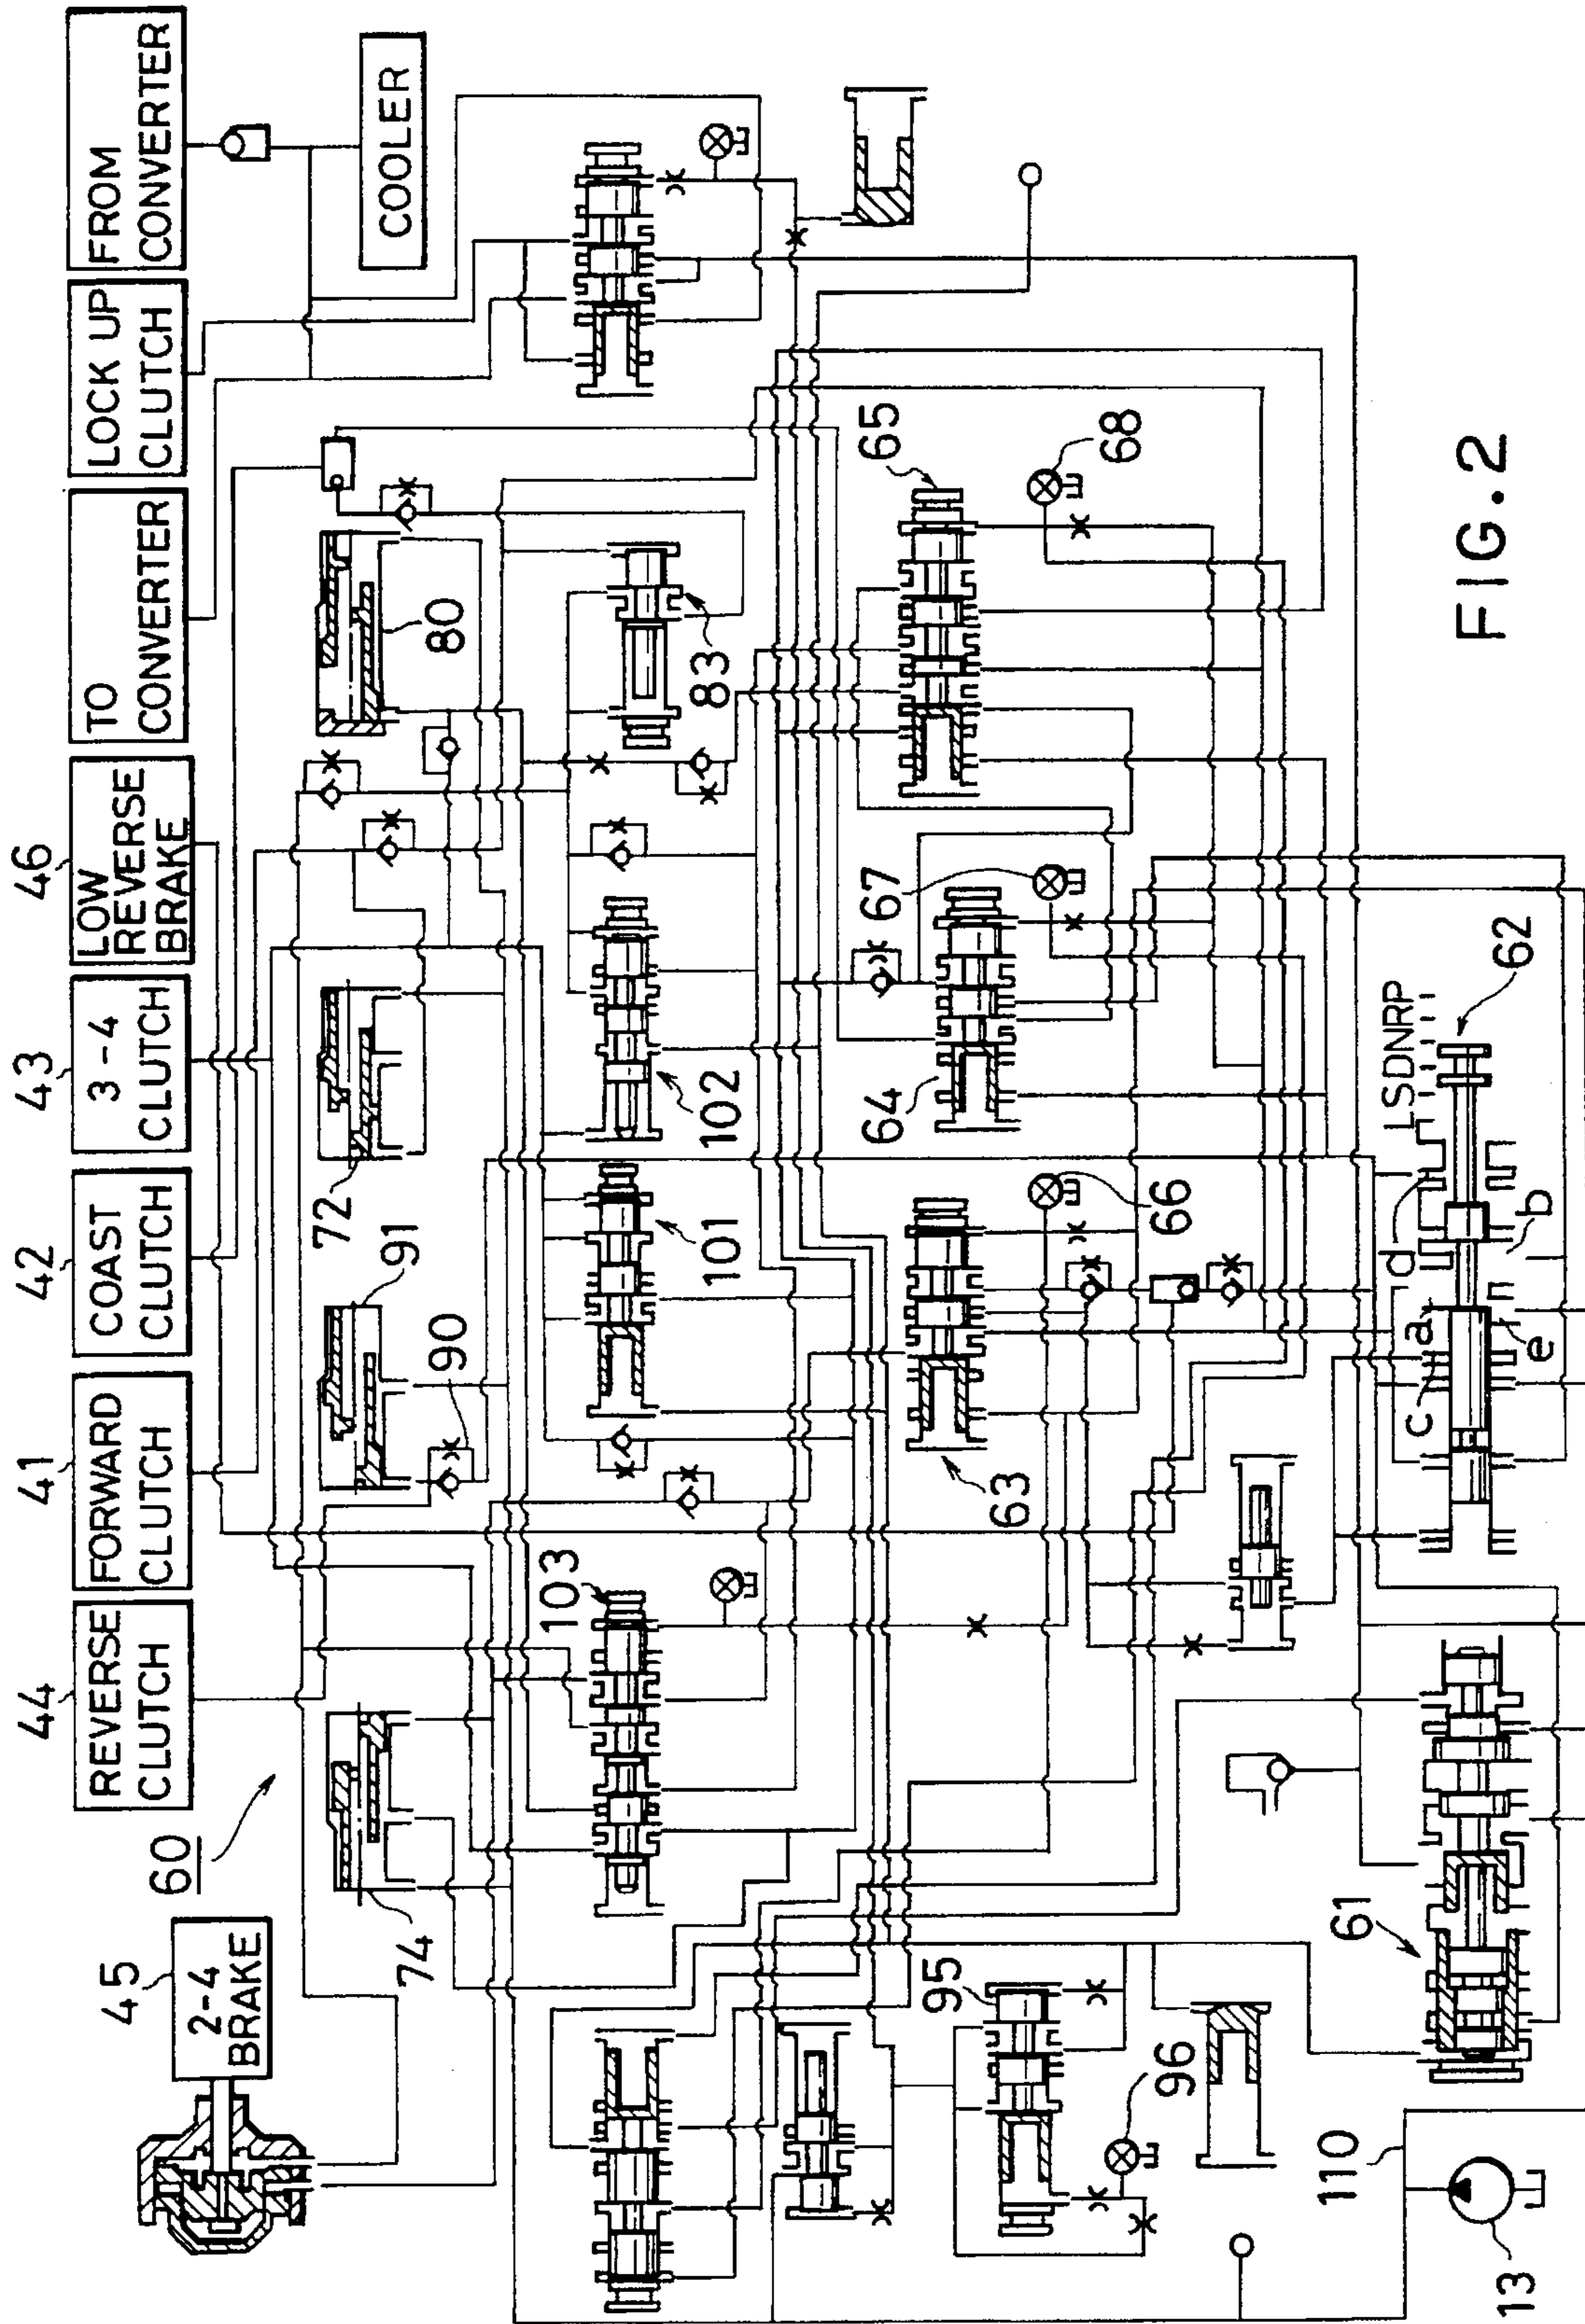 FROM
CONVERTER
COOLER
LOCK UP
CLUTCH
TO
CONVERTER
46
LOW
REVERSE
BRAKE
43
3-4
CLUTCH
42
COAST
CLUTCH
41
FORWARD
CLUTCH
44
REVERSE
CLUTCH
60
45
2-4
BRAKE
80
72
91
90
74
83
102
101
103
65
68
67
64
66
63
95
96
LSDNRP
62
d
b
a
e
c
61
110
13
FIG.2